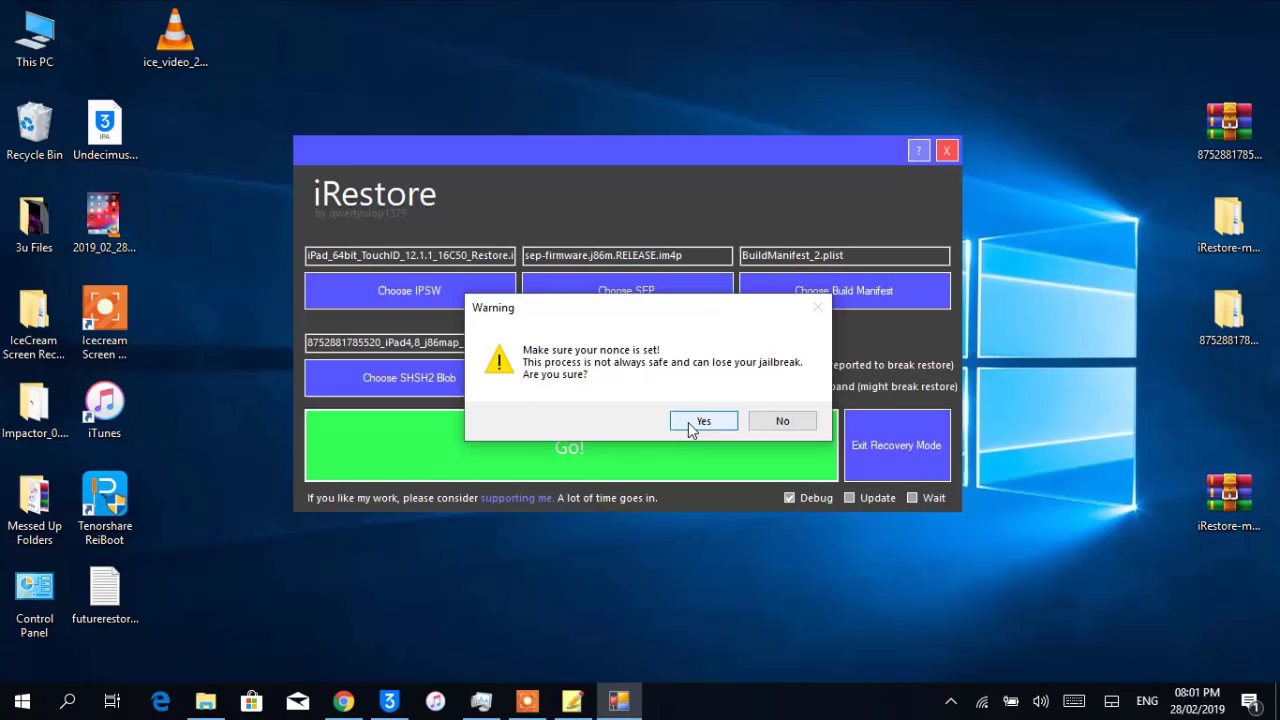 This PC
ice_video_2...
Recycle Bin
Undecimus...
3u Files
2019_02_28...
IceCream
Screen Rec...
Icecream
Screen ...
Impactor_0....
iTunes
Messed Up
Folders
Tenorshare
ReiBoot
Control
Panel
futurerestor...
8752881785...
iRestore-m...
8752881785...
iRestore-m...
? X
iRestore
by qwertyuiop1379
iPad_64bit_TouchID_12.1.1_16C50_Restore.i
sep-firmware.j86m.RELEASE.im4p
BuildManifest_2.plist
Choose IPSW
Choose SEP
Choose Build Manifest
8752881785520_iPad4,8_j86map_
Choose SHSH2 Blob
reported to break restore)
band (might break restore)
Warning
Make sure your nonce is set!
This process is not always safe and can lose your jailbreak.
Are you sure?
Yes
No
Go!
Exit Recovery Mode
If you like my work, please consider supporting me. A lot of time goes in.
Debug
Update
Wait
ENG
08:01 PM
28/02/2019